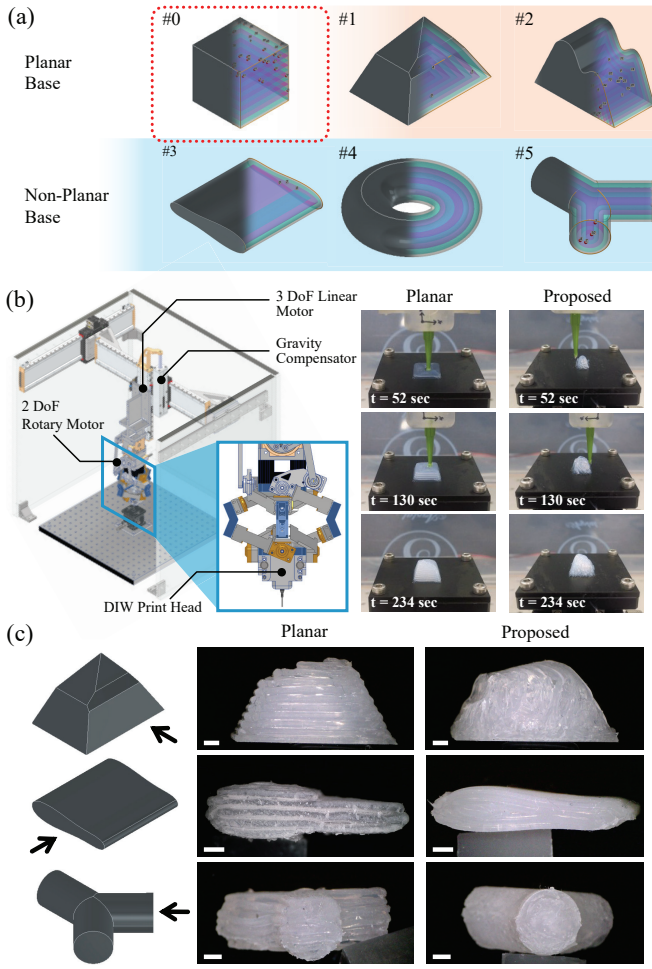 (a)
#0
#1
#2
Planar
Base
#3
#4
#5
Non-Planar
Base
(b)
3 DoF Linear
Motor
Gravity
Compensator
2 DoF
Rotary Motor
DIW Print Head
Planar
Proposed
t = 52 sec
t = 52 sec
t = 130 sec
t = 130 sec
t = 234 sec
t = 234 sec
(c)
Planar
Proposed